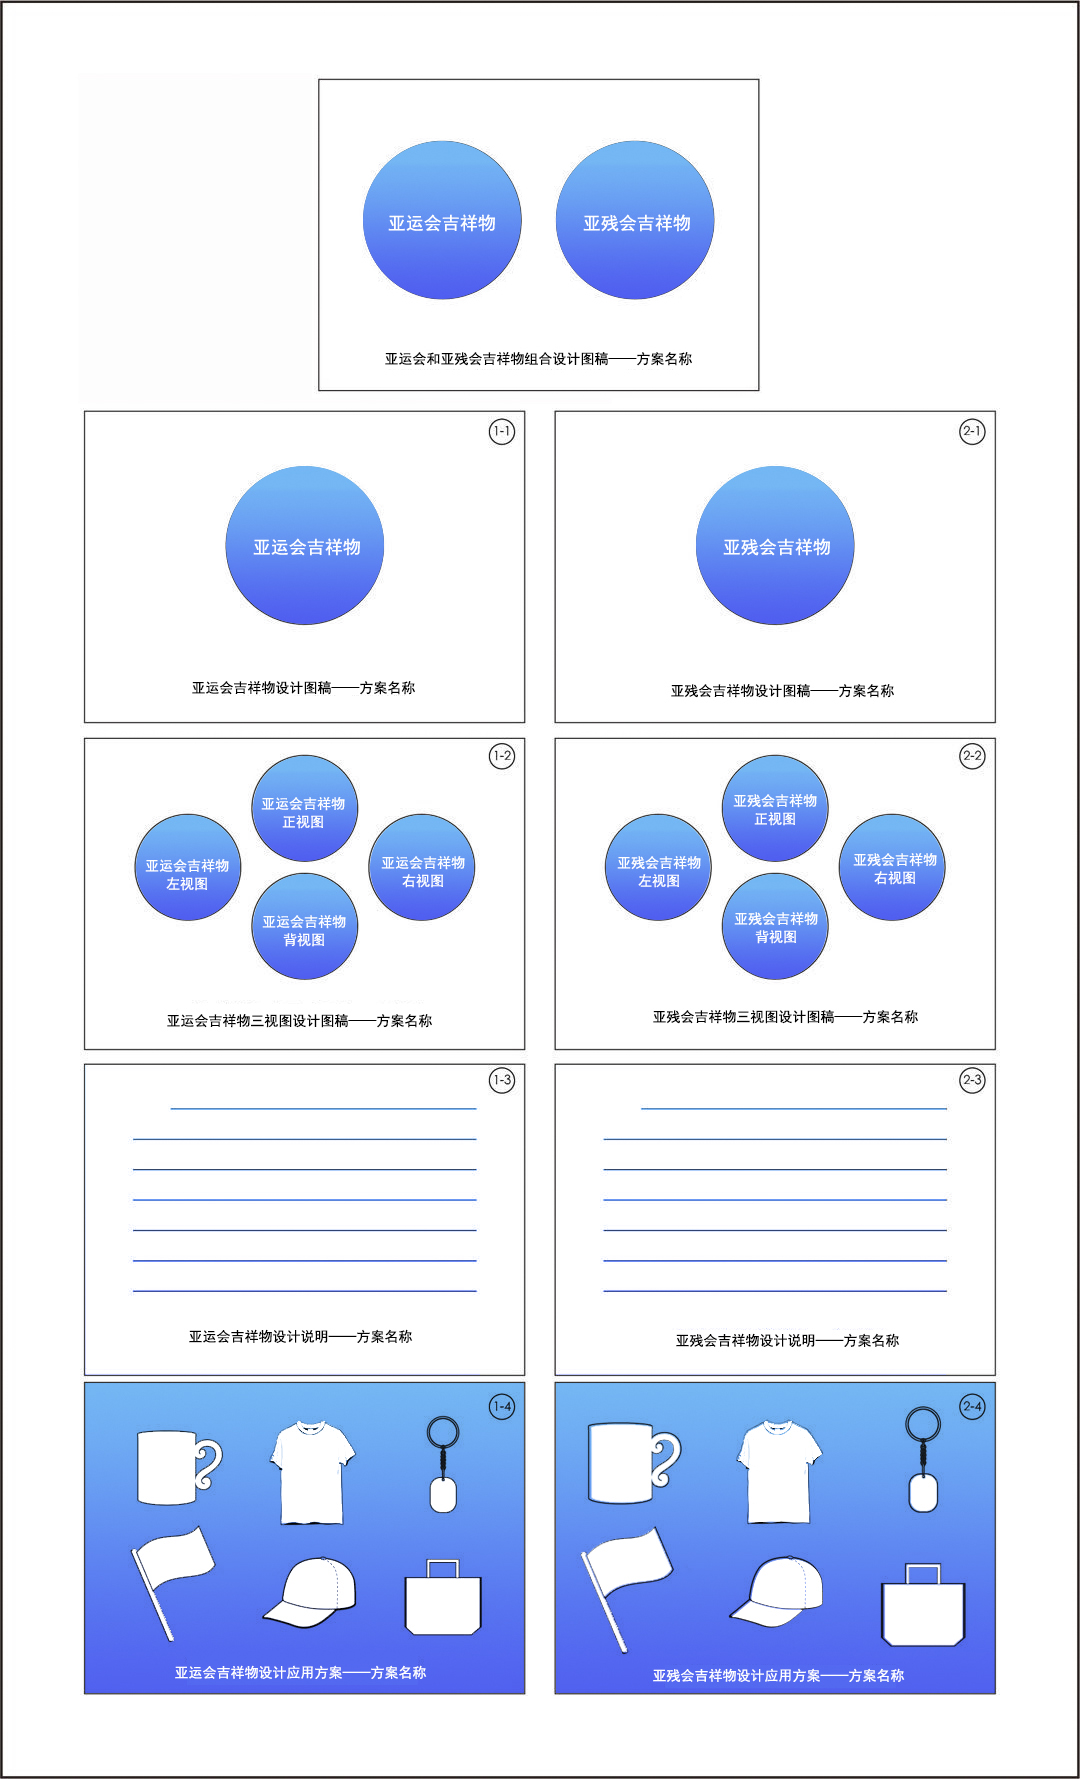 亚运会吉祥物
亚残会吉祥物
亚运会和亚残会吉祥物组合设计图稿——方案名称
1-1
亚运会吉祥物
亚运会吉祥物设计图稿——方案名称
2-1
亚残会吉祥物
亚残会吉祥物设计图稿——方案名称
1-2
亚运会吉祥物
正视图
亚运会吉祥物
左视图
亚运会吉祥物
右视图
亚运会吉祥物
背视图
亚运会吉祥物三视图设计图稿——方案名称
2-2
亚残会吉祥物
正视图
亚残会吉祥物
左视图
亚残会吉祥物
右视图
亚残会吉祥物
背视图
亚残会吉祥物三视图设计图稿——方案名称
1-3
亚运会吉祥物设计说明——方案名称
2-3
亚残会吉祥物设计说明——方案名称
1-4
亚运会吉祥物设计应用方案——方案名称
2-4
亚残会吉祥物设计应用方案——方案名称